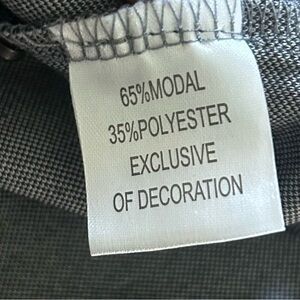 65%MODAL
35%POLYESTER
EXCLUSIVE
OF DECORATION